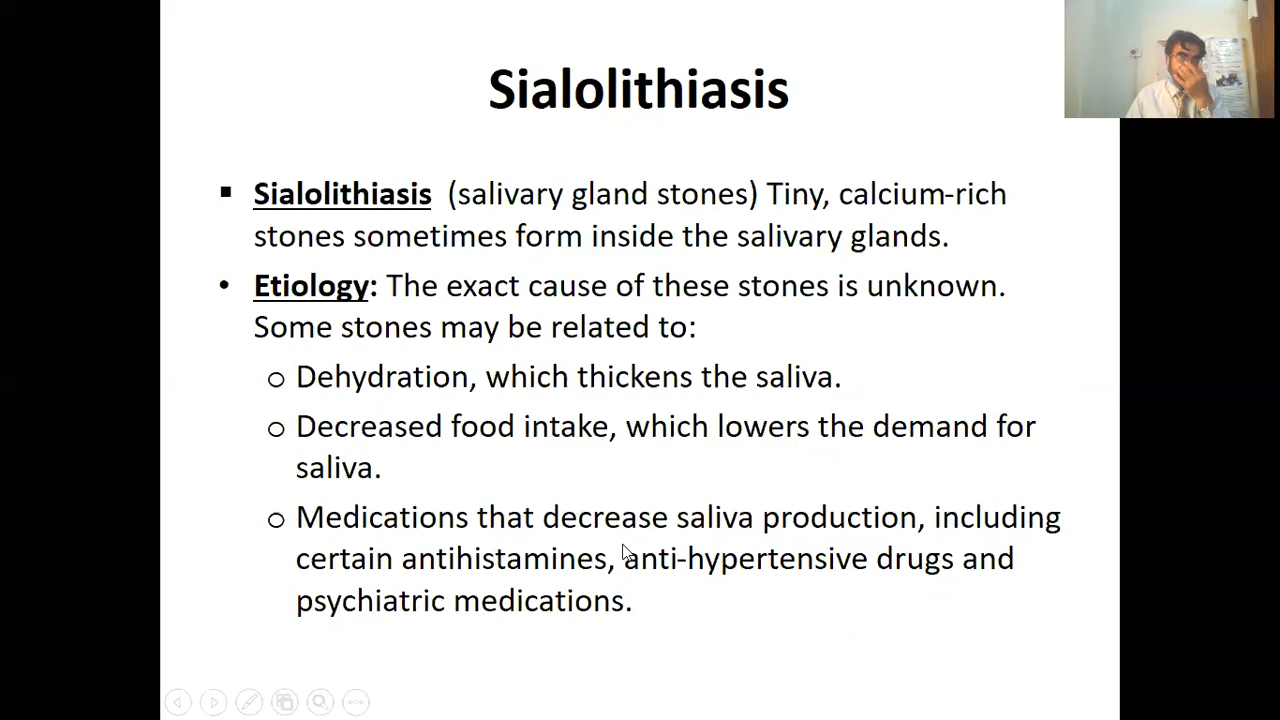 Sialolithiasis
▪ Sialolithiasis (salivary gland stones) Tiny, calcium-rich
stones sometimes form inside the salivary glands.
• Etiology: The exact cause of these stones is unknown.
Some stones may be related to:
o Dehydration, which thickens the saliva.
o Decreased food intake, which lowers the demand for
saliva.
o Medications that decrease saliva production, including
certain antihistamines, anti-hypertensive drugs and
psychiatric medications.